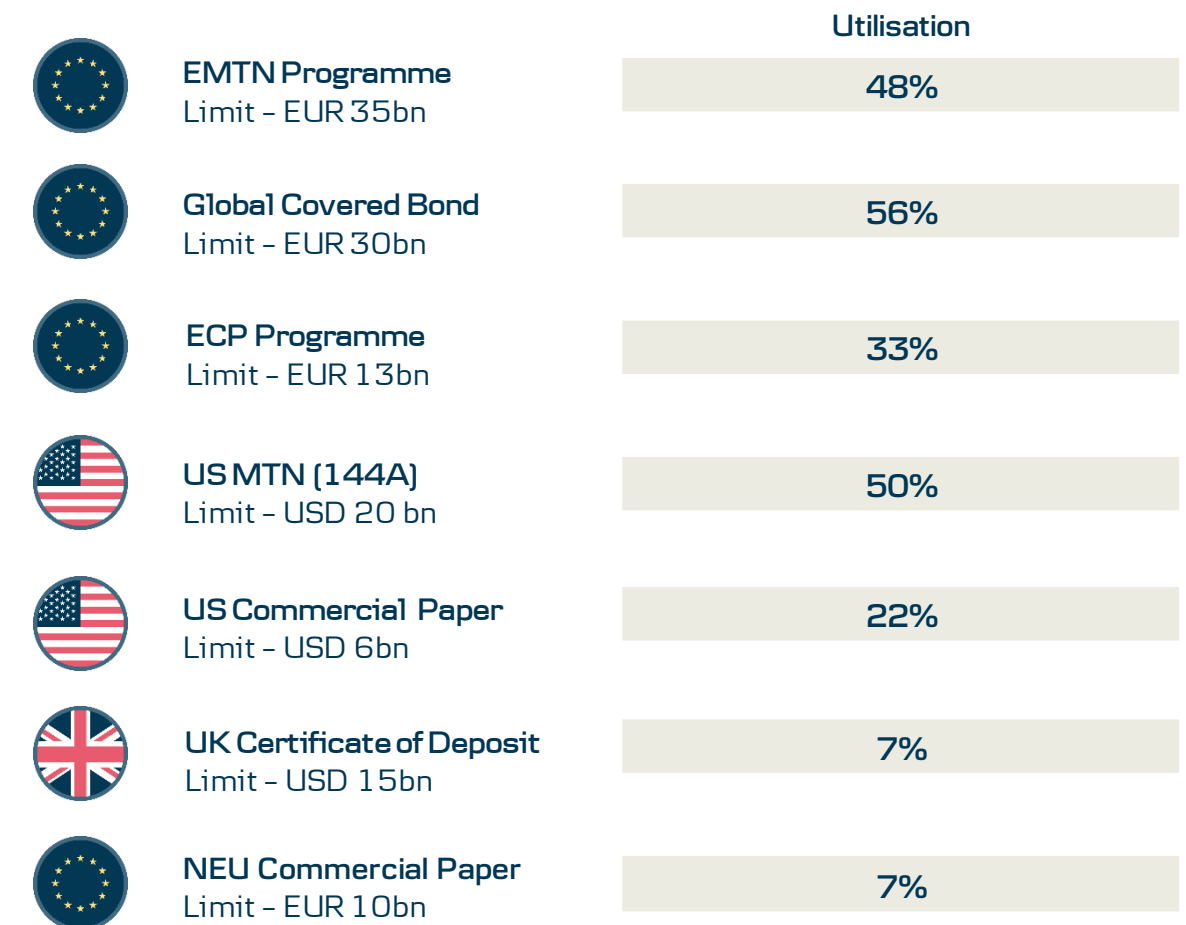 Utilisation
EMTN Programme
48%
Limit – EUR 35bn
Global Covered Bond
56%
Limit – EUR 30bn
ECP Programme
33%
Limit – EUR 13bn
US MTN (144A)
50%
Limit – USD 20 bn
US Commercial Paper
22%
Limit – USD 6bn
UK Certificate of Deposit
7%
Limit – USD 15bn
NEU Commercial Paper
7%
Limit – EUR 10bn